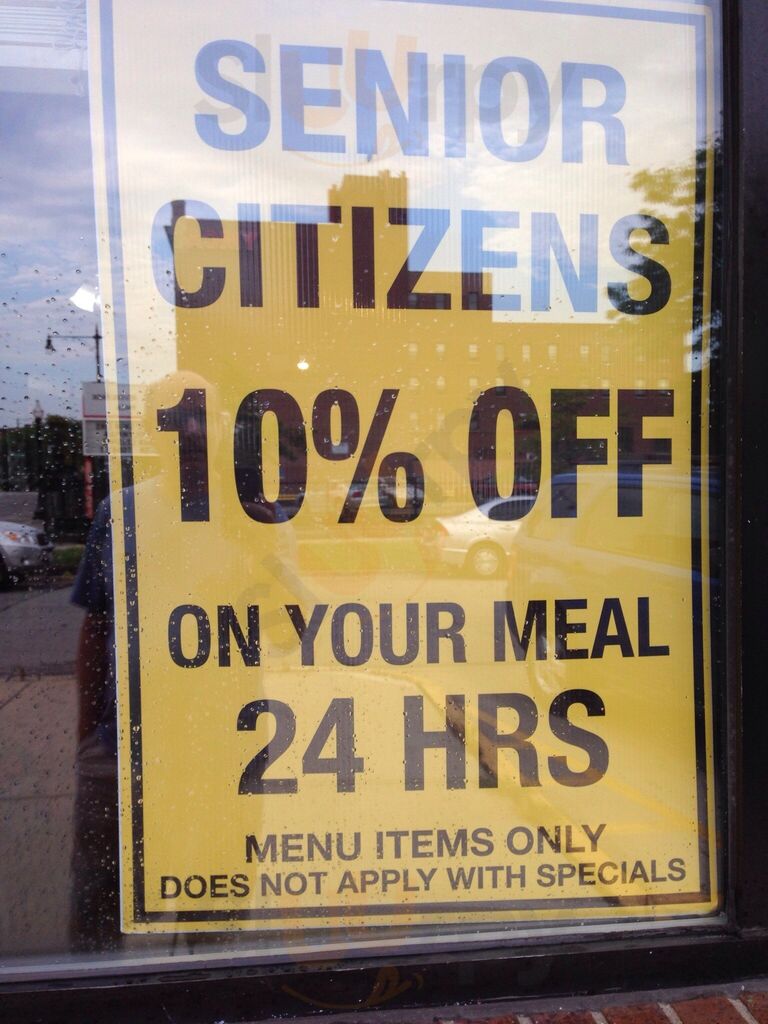 SENIOR
CITIZENS
10% OFF
ON YOUR MEAL
24 HRS
MENU ITEMS ONLY
DOES NOT APPLY WITH SPECIALS